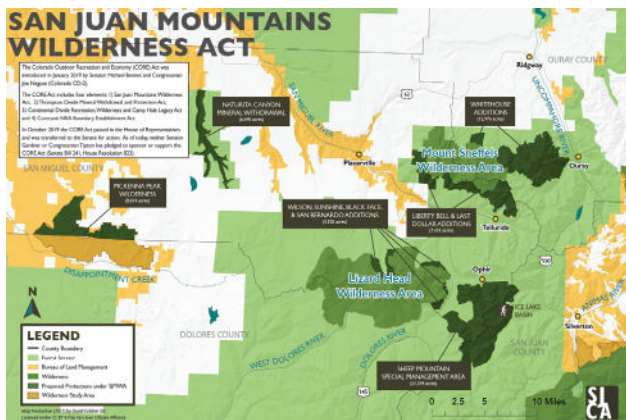 SAN JUAN MOUNTAINS
WILDERNESS ACT
The Colorado Outdoor Recreation and Economy (CORE) Act was
introduced in January 2019 by Senator Michael Bennet and Congressman
Joe Neguse (Colorado CD-2).
The CORE Act includes four elements: 1) San Juan Mountains Wilderness
Act, 2) Thompson Divide Mineral Withdrawal and Protection Act,
3) Continental Divide Recreation, Wilderness and Camp Hale Legacy Act
and 4) Curecanti NRA Boundary Establishment Act.
In October 2019 the CORE Act passed in the House of Representatives
and was transferred to the Senate for action. As of today, neither Senator
Gardner or Congressman Tipton has pledged to sponsor or support the
CORE Act (Senate Bill 241, House Resolution 823).
OURAY COUNTY
Ridgway
UNCOMPAHGRE RIVER
62
SAN MIGUEL RIVER
NATURITA CANYON
MINERAL WITHDRAWAL
WHITEHOUSE
ADDITIONS
Placerville
Mount Sneffels
Wilderness Area
Ouray
SAN MIGUEL COUNTY
MCKENNA PEAK
WILDERNESS
WILSON, SUNSHINE, BLACK FACE,
& SAN BERNARDO ADDITIONS
LIBERTY BELL & LAST
DOLLAR ADDITIONS
Telluride
DISAPPOINTMENT CREEK
Lizard Head
Wilderness Area
Ophir
550
ICE LAKE
BASIN
ANIMAS RIVER
Silverton
N
DOLORES COUNTY
WEST DOLORES RIVER
DOLORES RIVER
SAN JUAN
COUNTY
SHEEP MOUNTAIN
SPECIAL MANAGEMENT AREA
145
LEGEND
County Boundary
Forest Service
Bureau of Land Management
Wilderness
Proposed Protections under SJMWA
Wilderness Study Area
0 2.5 5 10 Miles
SJ
CA